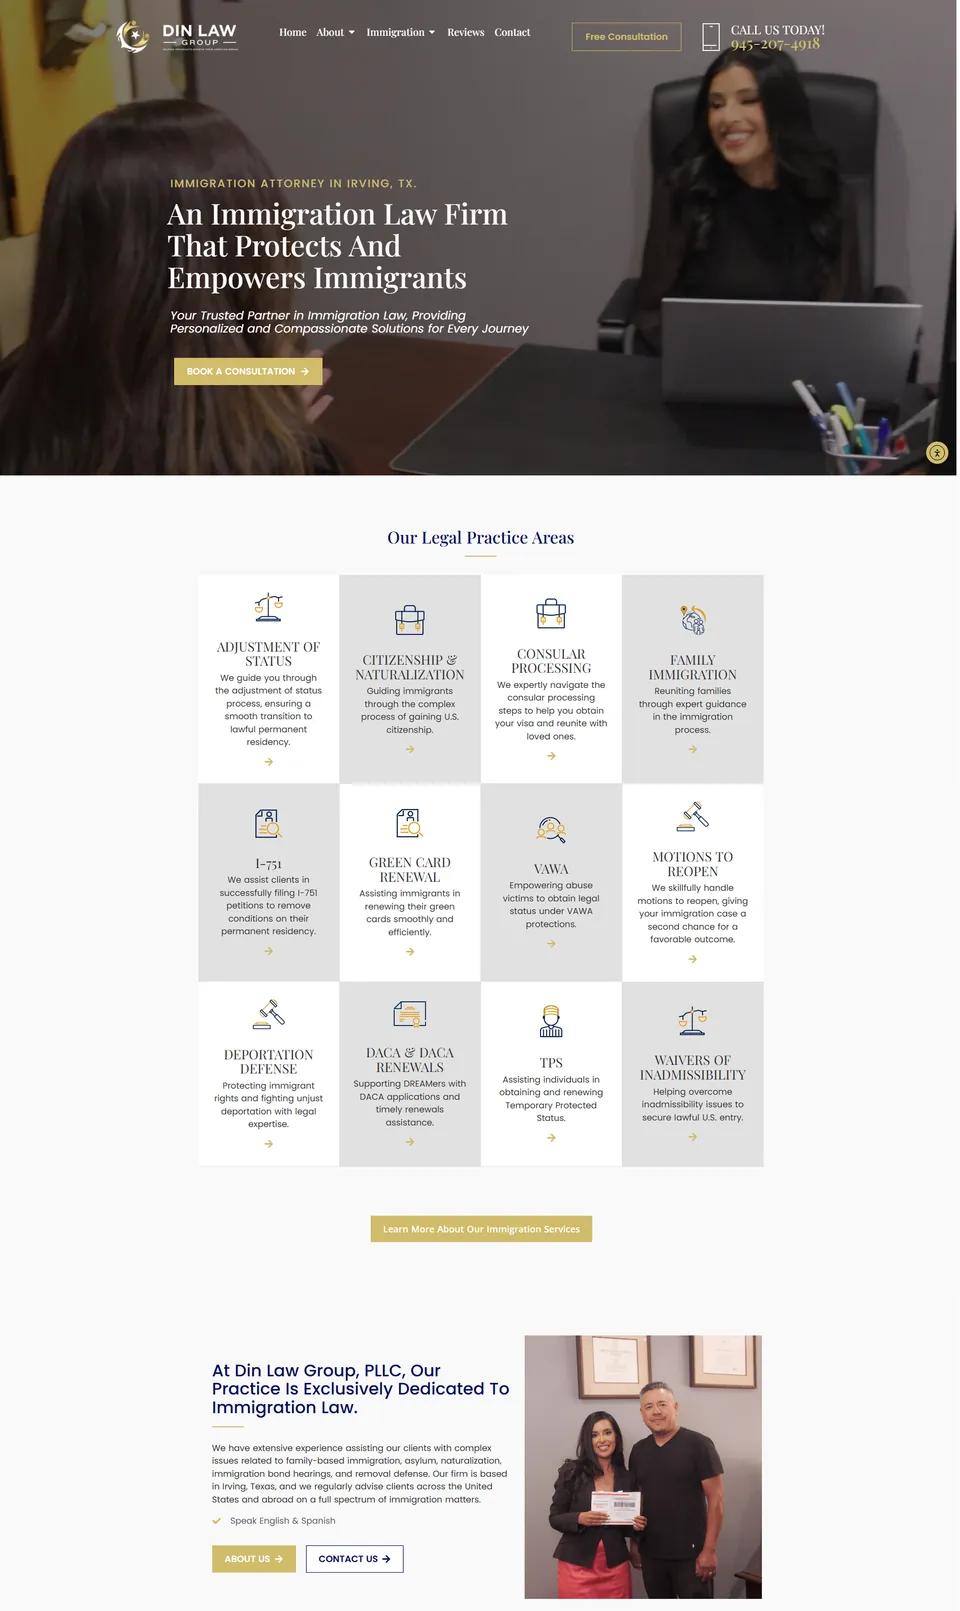 DIN LAW
GROUP
Home About Immigration Reviews Contact
Free Consultation
CALL US TODAY!
945-207-4918
IMMIGRATION ATTORNEY IN IRVING, TX.
An Immigration Law Firm
That Protects And
Empowers Immigrants
Your Trusted Partner in Immigration Law, Providing
Personalized and Compassionate Solutions for Every Journey
BOOK A CONSULTATION
Our Legal Practice Areas
ADJUSTMENT OF
STATUS
We guide you through
the adjustment of status
process, ensuring a
smooth transition to
lawful permanent
residency.
CITIZENSHIP &
NATURALIZATION
Guiding immigrants
through the complex
process of gaining U.S.
citizenship.
CONSULAR
PROCESSING
We expertly navigate the
consular processing
steps to help you obtain
your visa and reunite with
loved ones.
FAMILY
IMMIGRATION
Reuniting families
through expert guidance
in the immigration
process.
I-751
We assist clients in
successfully filing I-751
petitions to remove
conditions on their
permanent residency.
GREEN CARD
RENEWAL
Assisting immigrants in
renewing their green
cards smoothly and
efficiently.
VAWA
Empowering abuse
victims to obtain legal
status under VAWA
protections.
MOTIONS TO
REOPEN
We skillfully handle
motions to reopen, giving
your immigration case a
second chance for a
favorable outcome.
DEPORTATION
DEFENSE
Protecting immigrant
rights and fighting unjust
deportation with legal
expertise.
DACA & DACA
RENEWALS
Supporting DREAMers with
DACA applications and
timely renewals
assistance.
TPS
Assisting individuals in
obtaining and renewing
Temporary Protected
Status.
WAIVERS OF
INADMISSIBILITY
Helping overcome
inadmissibility issues to
secure lawful U.S. entry.
Learn More About Our Immigration Services
At Din Law Group, PLLC, Our
Practice Is Exclusively Dedicated To
Immigration Law.
We have extensive experience assisting our clients with complex
issues related to family-based immigration, asylum, naturalization,
immigration bond hearings, and removal defense. Our firm is based
in Irving, Texas, and we regularly advise clients across the United
States and abroad on a full spectrum of immigration matters.
Speak English & Spanish
ABOUT US
CONTACT US